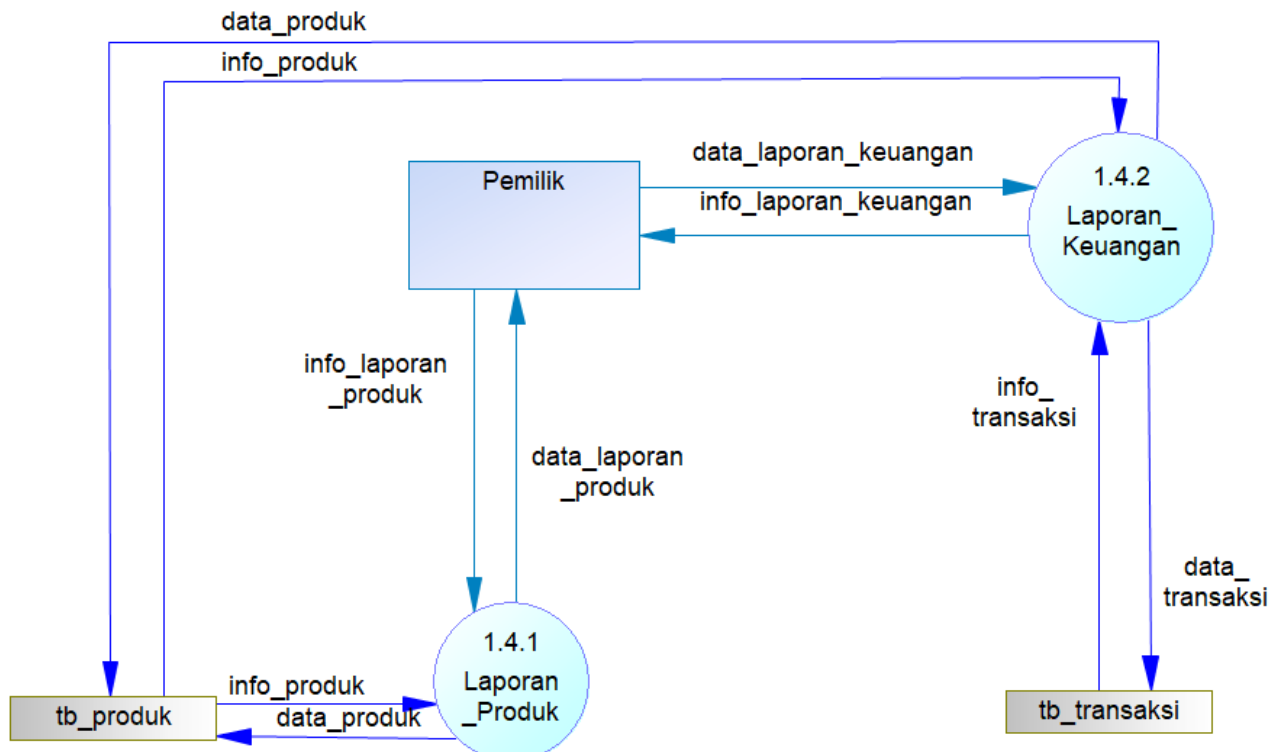 data_produk
info_produk
data_laporan_keuangan
Pemilik
info_laporan_keuangan
1.4.2
Laporan_
Keuangan
info_laporan
_produk
info_
transaksi
data_laporan
_produk
data_
transaksi
1.4.1
Laporan
_Produk
info_produk
data_produk
tb_produk
tb_transaksi